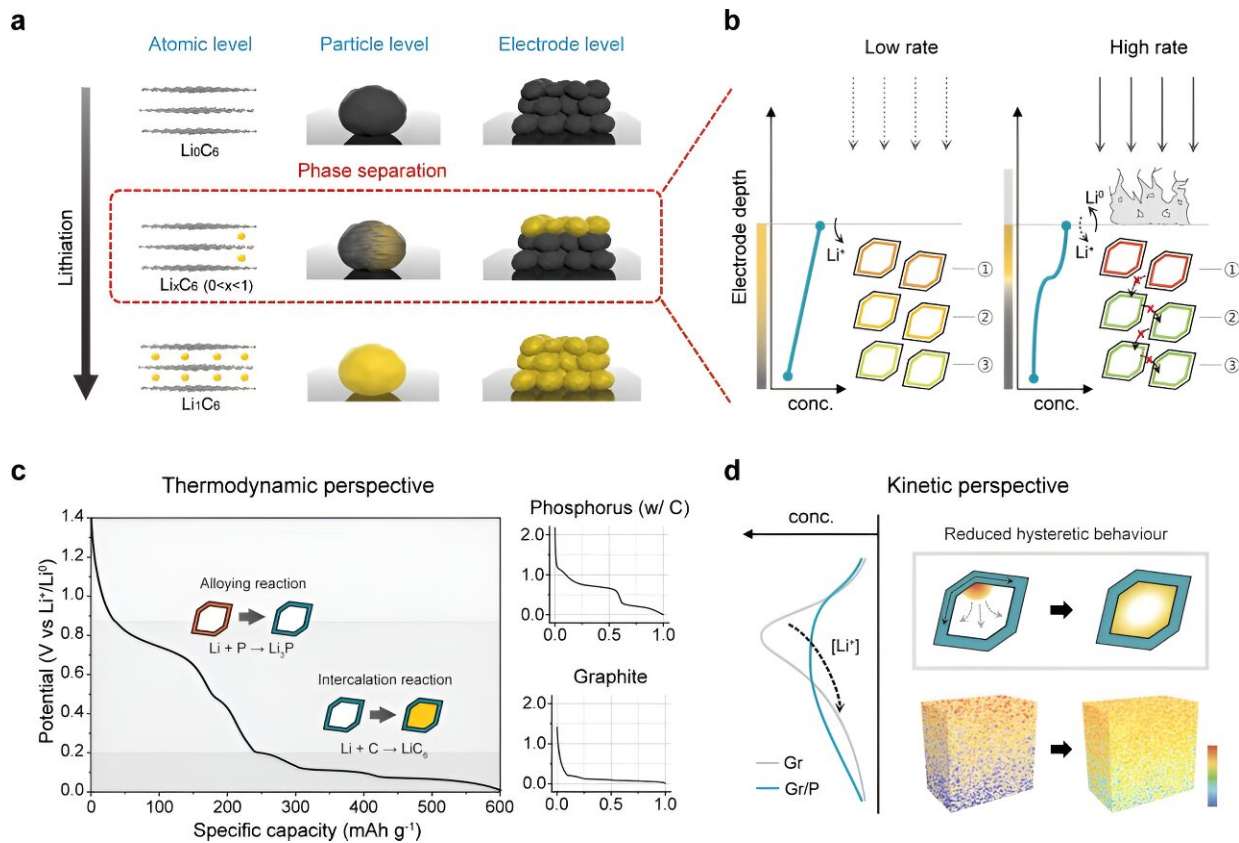 a
Atomic level
Particle level
Electrode level
Lithiation
Li₀C₆
Phase separation
LiₓC₆ (0<x<1)
Li₁C₆
b
Low rate
High rate
Electrode depth
Li⁺
①
②
③
conc.
Li⁰
Li⁺
①
②
③
conc.
c
Thermodynamic perspective
Potential (V vs Li⁺/Li⁰)
1.4
1.2
1.0
0.8
0.6
0.4
0.2
0.0
Alloying reaction
Li + P → Li₃P
Intercalation reaction
Li + C → LiC₆
0
100
200
300
400
500
600
Specific capacity (mAh g⁻¹)
Phosphorus (w/ C)
2.0
1.0
0.0
0.0
0.5
1.0
Graphite
2.0
1.0
0.0
0.0
0.5
1.0
d
Kinetic perspective
conc.
[Li⁺]
Gr
Gr/P
Reduced hysteretic behaviour